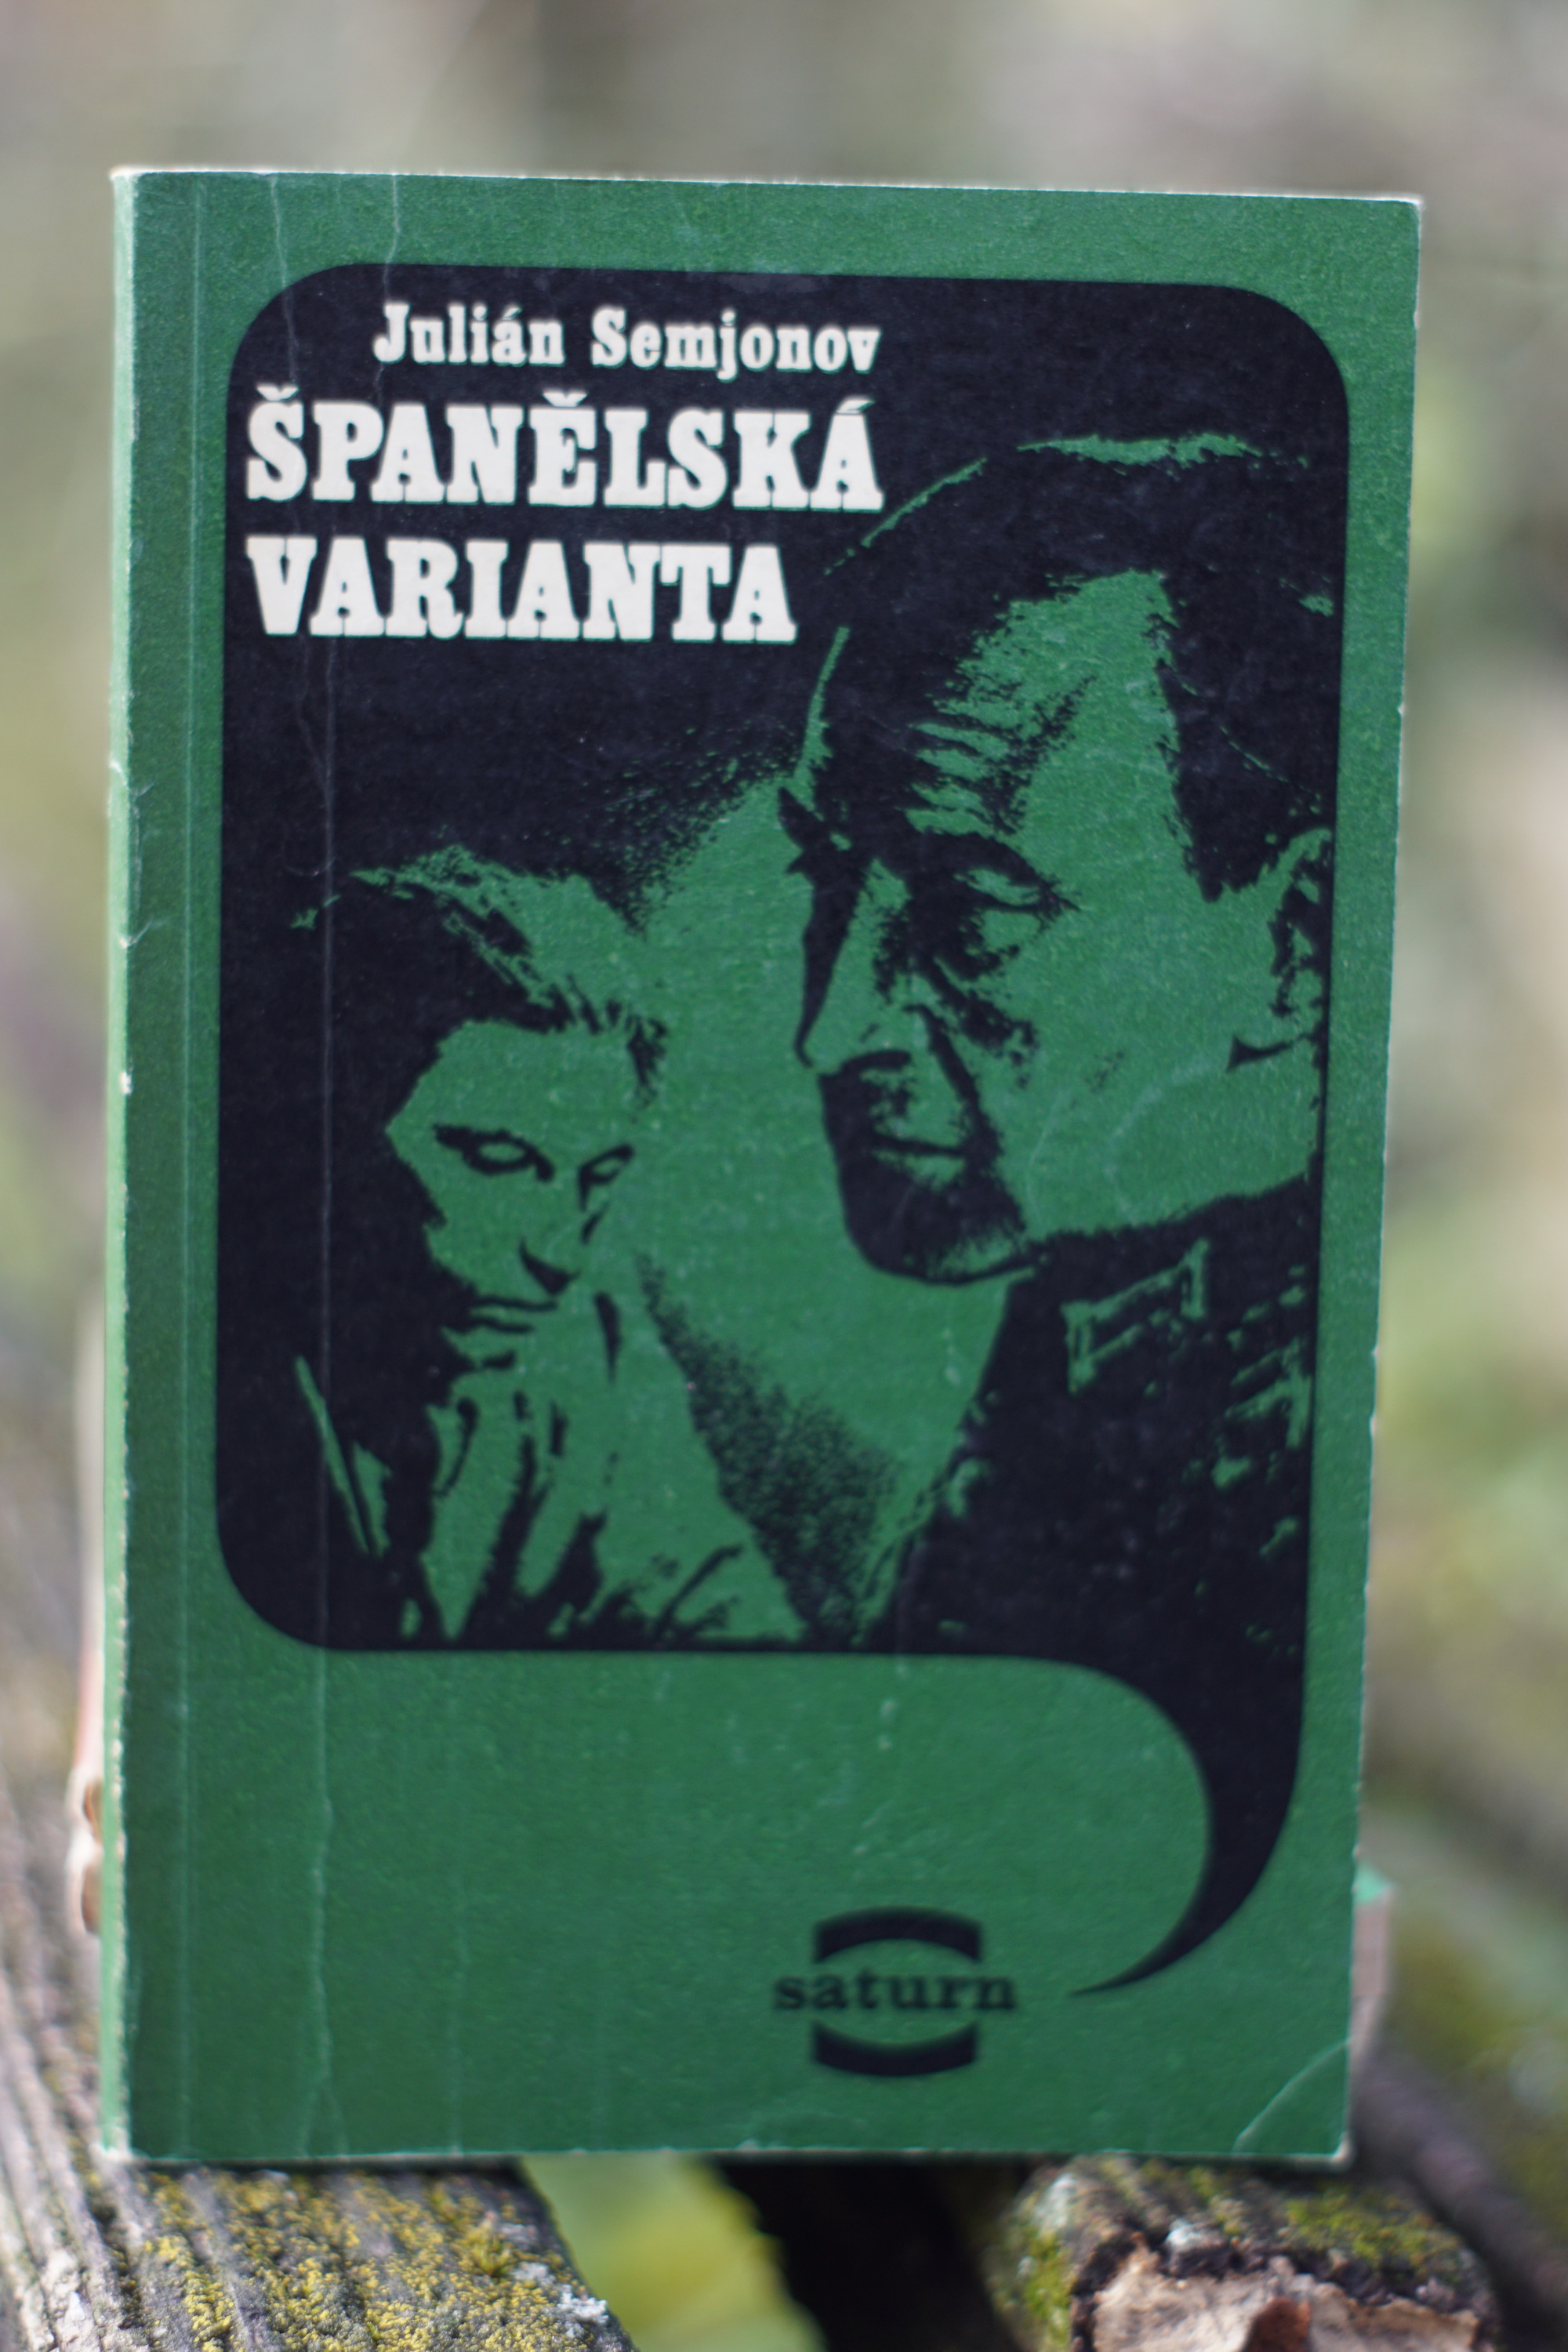 Julián Semjonov
ŠPANĚLSKÁ
VARIANTA
saturn